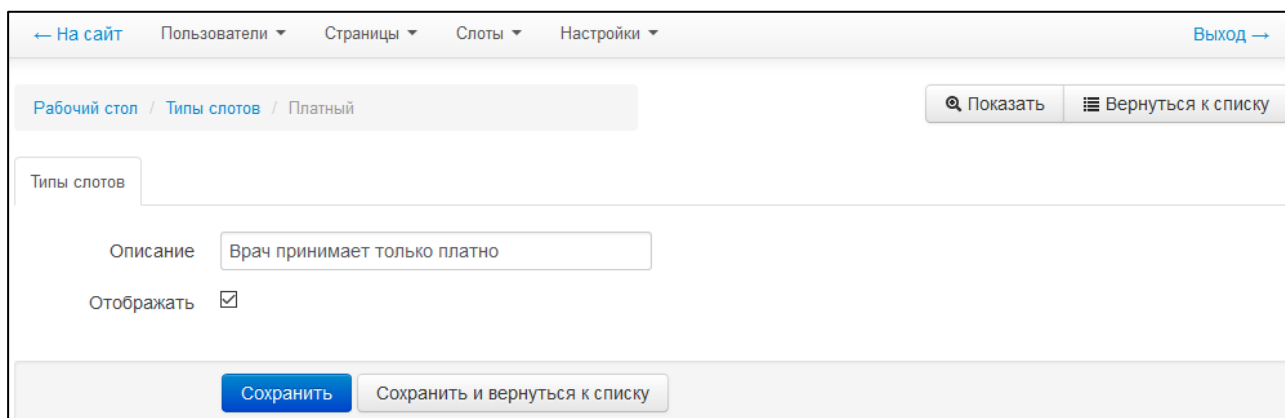 ← На сайт Пользователи Страницы Слоты Настройки Выход →
Рабочий стол / Типы слотов / Платный Показать Вернуться к списку
Типы слотов
Описание Врач принимает только платно
Отображать
Сохранить Сохранить и вернуться к списку